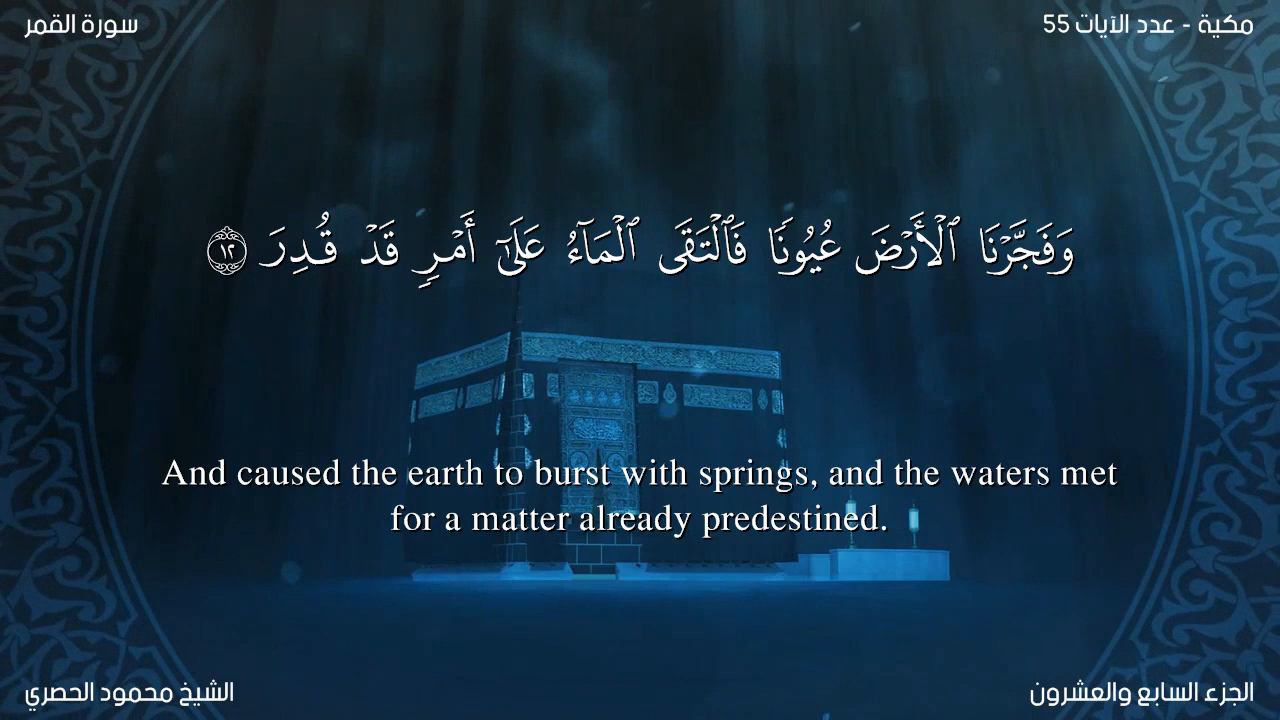 سورة القمر
مكية - عدد الآيات 55
وَفَجَّرْنَا ٱلْأَرْضَ عُيُونًا فَٱلْتَقَى ٱلْمَآءُ عَلَىٰٓ أَمْرٍ قَدْ قُدِرَ ١٢
And caused the earth to burst with springs, and the waters met
for a matter already predestined.
الشيخ محمود الحصري
الجزء السابع والعشرون